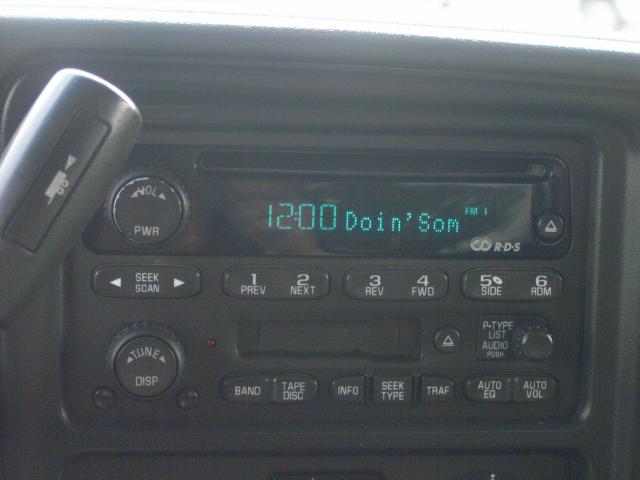 VOL
PWR
12:00 Doin' Som
FM 1
R·D·S
SEEK
SCAN
1
PREV
2
NEXT
3
REV
4
FWD
5
SIDE
6
RDM
TUNE
DISP
P-TYPE
LIST
AUDIO
PUSH
BAND
TAPE
DISC
INFO
SEEK
TYPE
TRAF
AUTO
EQ
AUTO
VOL